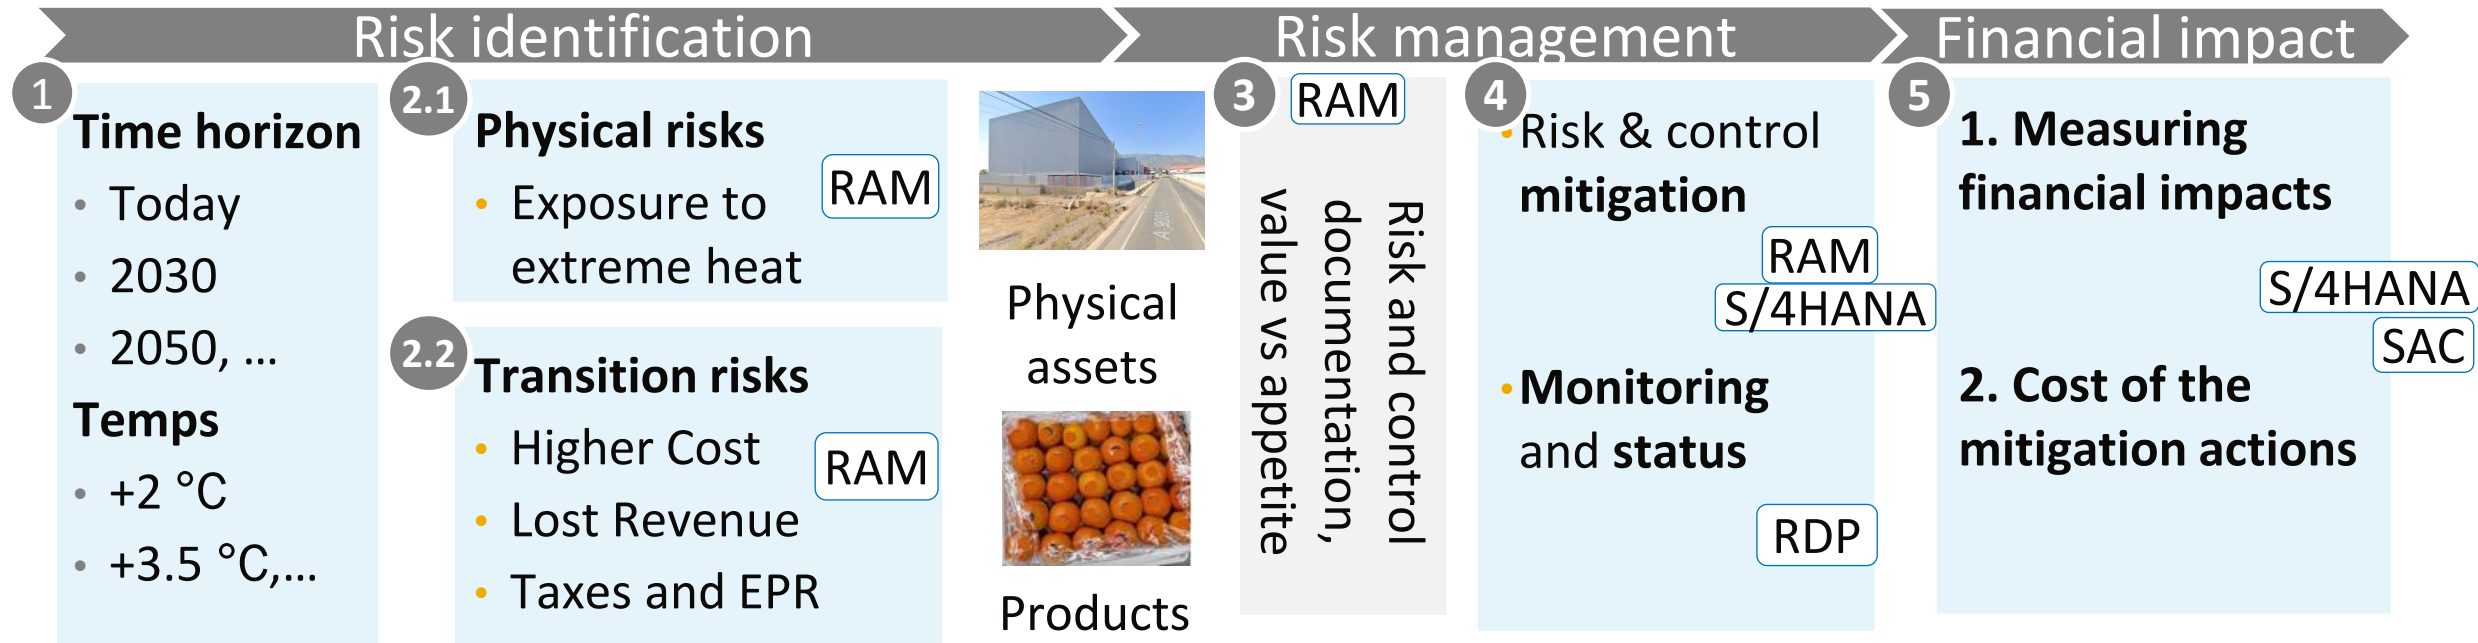 Risk identification
Risk management
Financial impact
1
Time horizon
• Today
• 2030
• 2050, ...
Temps
• +2 °C
• +3.5 °C,...
2.1
Physical risks
• Exposure to
extreme heat
RAM
2.2
Transition risks
• Higher Cost
• Lost Revenue
• Taxes and EPR
RAM
Physical
assets
Products
3
RAM
Risk and control
documentation,
value vs appetite
4
• Risk & control
mitigation
RAM
S/4HANA
• Monitoring
and status
RDP
5
1. Measuring
financial impacts
S/4HANA
SAC
2. Cost of the
mitigation actions